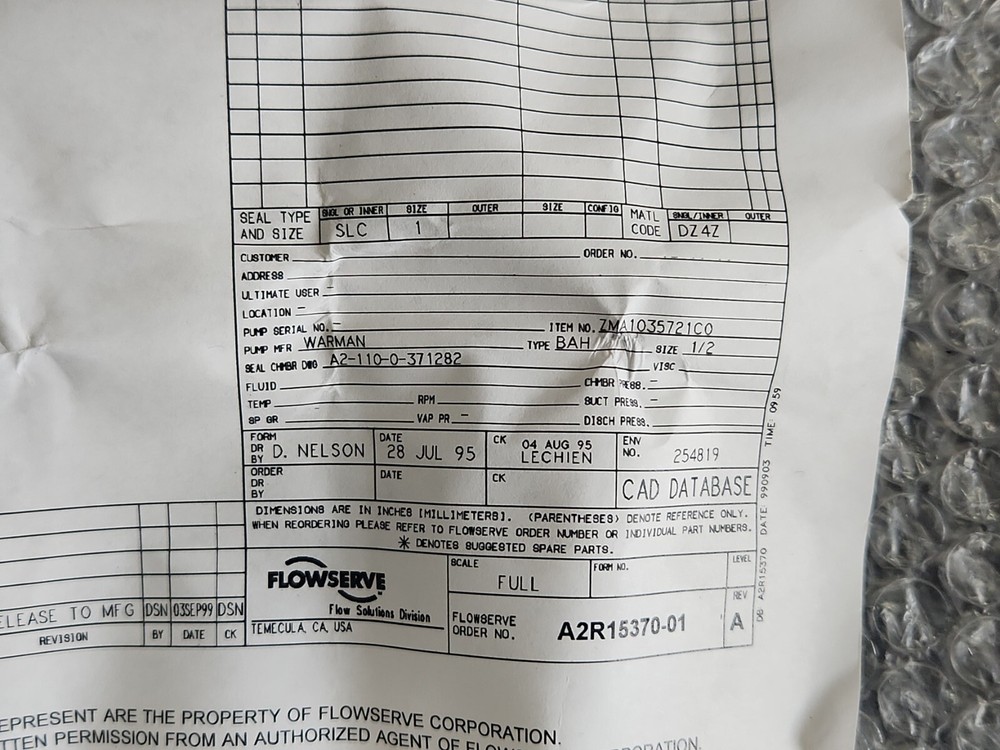 SEAL TYPE AND SIZE SNGL OR INNER SLC SIZE 1 OUTER SIZE CONFIG MATL CODE SNGL/INNER DZ4Z OUTER
CUSTOMER ORDER NO.
ADDRESS
ULTIMATE USER –
LOCATION –
PUMP SERIAL NO. – ITEM NO. ZMA1035721C0
PUMP MFR WARMAN TYPE BAH SIZE 1/2
SEAL CHMBR DWG A2-110-0-371282 VISC
FLUID CHMBR PRESS. –
TEMP RPM SUCT PRESS. –
SP GR VAP PR – DISCH PRESS.
FORM DR BY D. NELSON DATE 28 JUL 95 CK 04 AUG 95 LECHIEN ENV NO. 254819
ORDER DR BY DATE CK CAD DATABASE
DIMENSIONS ARE IN INCHES [MILLIMETERS]. (PARENTHESES) DENOTE REFERENCE ONLY.
WHEN REORDERING PLEASE REFER TO FLOWSERVE ORDER NUMBER OR INDIVIDUAL PART NUMBERS.
* DENOTES SUGGESTED SPARE PARTS.
FLOWSERVE
Flow Solutions Division
TEMECULA, CA, USA
SCALE FULL FORM NO. LEVEL
FLOWSERVE ORDER NO. A2R15370-01 REV A
ELEASE TO MFG DSN 03SEP99 DSN
REVISION BY DATE CK
DB A2R15370 DATE 990903 TIME 09 59
EPRESENT ARE THE PROPERTY OF FLOWSERVE CORPORATION.
TTEN PERMISSION FROM AN AUTHORIZED AGENT OF FLOW